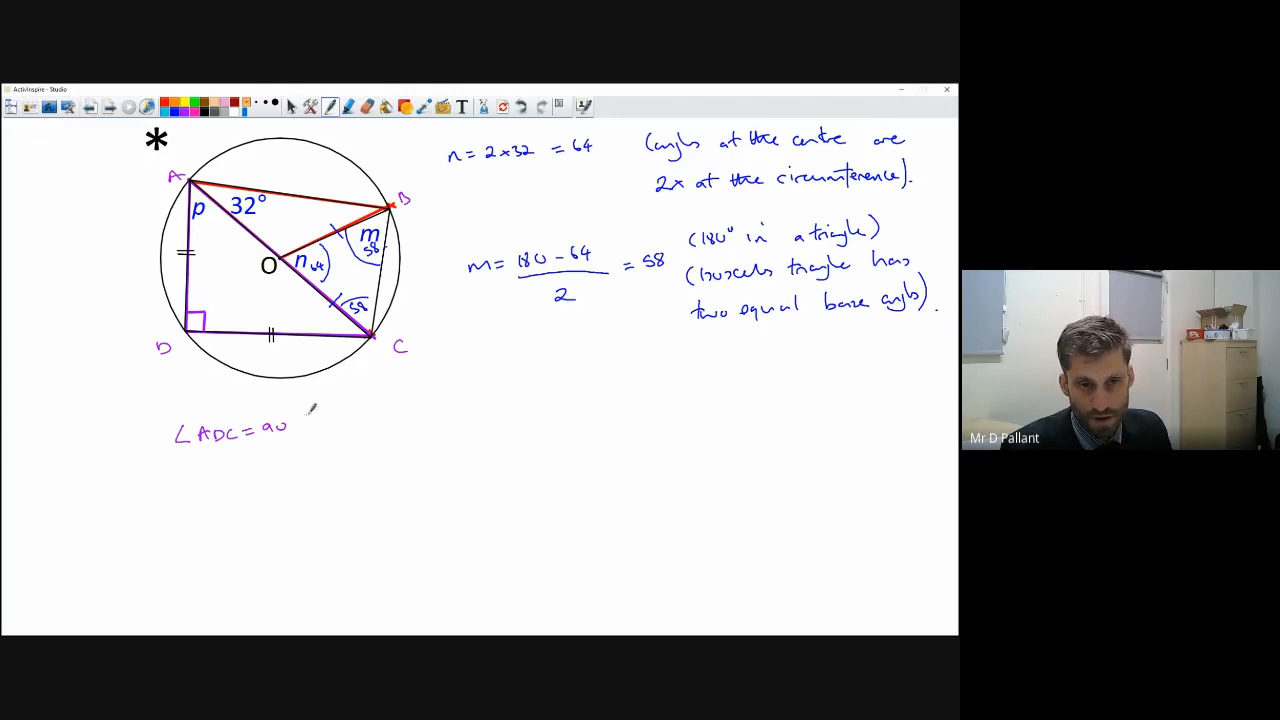 ActivInspire - Studio
*
A
B
p
32°
m
58
O
n 64
58
D
C
n = 2×32 = 64
(angles at the centre are
2x at the circumference).
m = 180 - 64 = 58
2
(180° in a triangle)
(isosceles triangle has
two equal base angles).
∠ADC = 90
Mr D Pallant